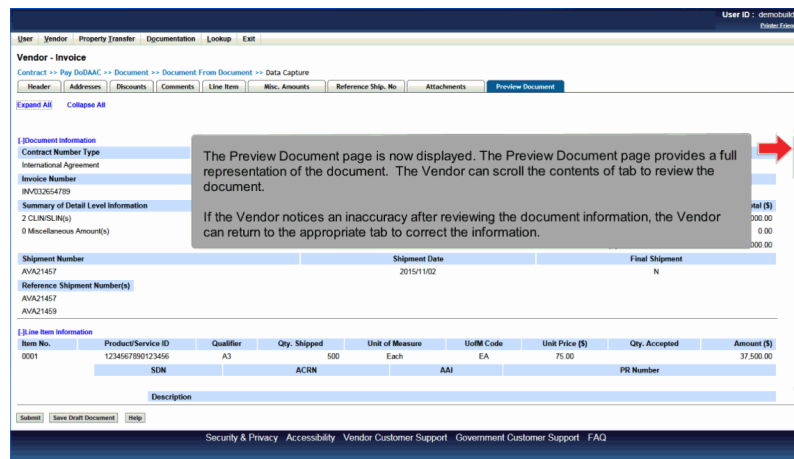 User ID : demobuild
Printer Frien
User Vendor Property Transfer Documentation Lookup Exit
Vendor - Invoice
Contract >> Pay DoDAAC >> Document >> Document From Document >> Data Capture
Header Addresses Discounts Comments Line Item Misc. Amounts Reference Ship. No Attachments Preview Document
Expand All Collapse All
[-]Document Information
Contract Number Type
International Agreement
Invoice Number
INV032654789
Summary of Detail Level Information tal ($)
2 CLIN/SLIN(s) 000.00
0 Miscellaneous Amount(s) 0.00
000.00
The Preview Document page is now displayed. The Preview Document page provides a full
representation of the document. The Vendor can scroll the contents of tab to review the
document.
If the Vendor notices an inaccuracy after reviewing the document information, the Vendor
can return to the appropriate tab to correct the information.
Shipment Number Shipment Date Final Shipment
AVA21457 2015/11/02 N
Reference Shipment Number(s)
AVA21457
AVA21459
[-]Line Item Information
Item No. Product/Service ID Qualifier Qty. Shipped Unit of Measure UofM Code Unit Price ($) Qty. Accepted Amount ($)
0001 1234567890123456 A3 500 Each EA 75.00 37,500.00
SDN ACRN AAI PR Number
Description
Submit Save Draft Document Help
Security & Privacy Accessibility Vendor Customer Support Government Customer Support FAQ